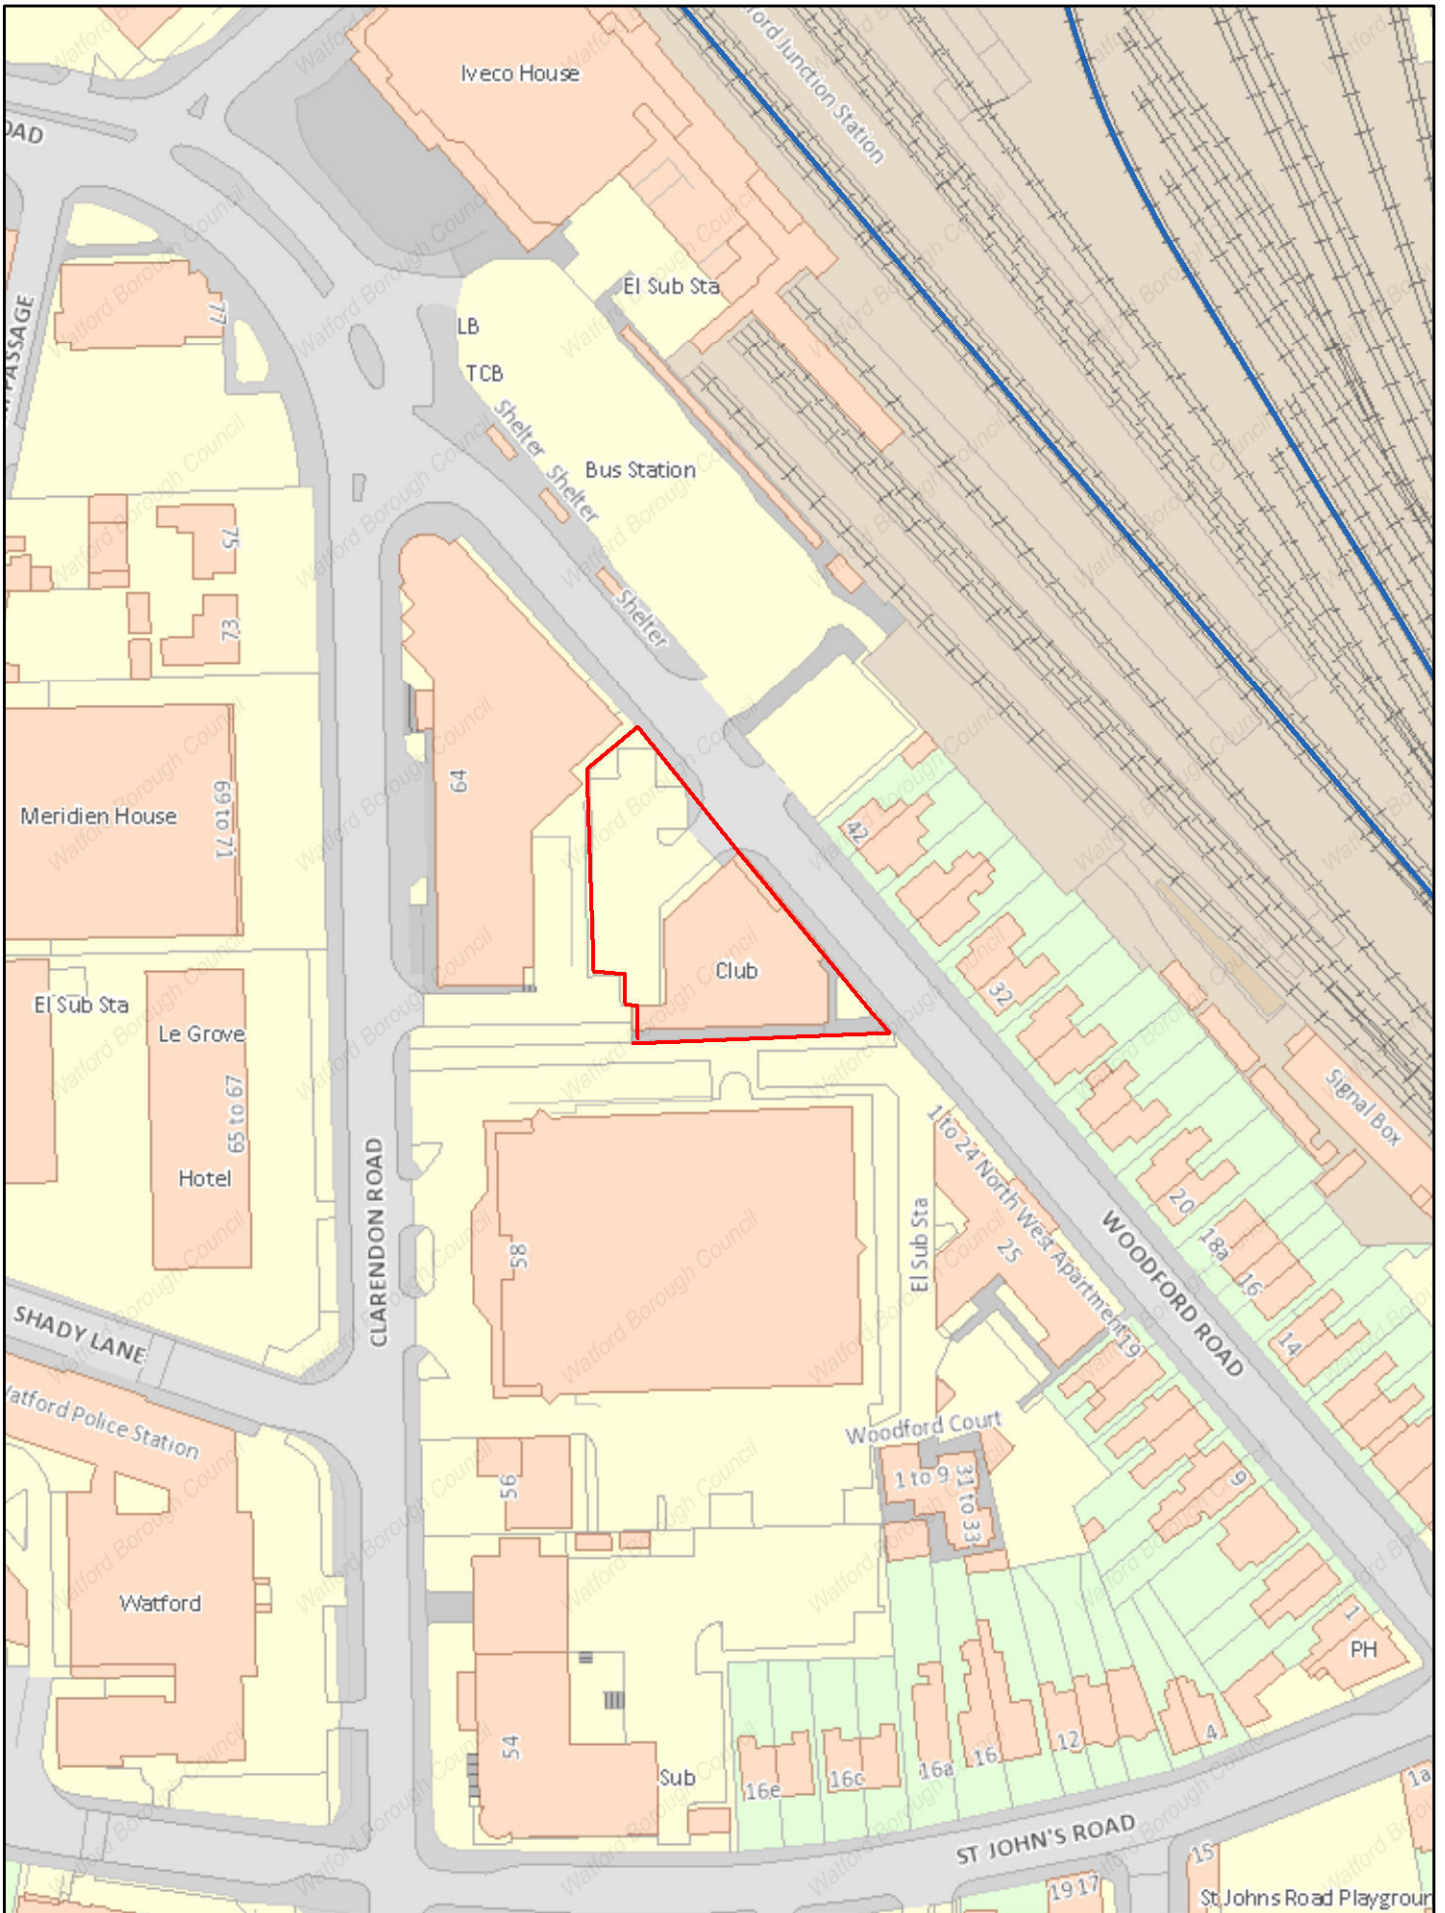 Iveco House
ford Junction Station
OAD
El Sub Sta
77
LB
TCB
PASSAGE
Shelter
Shelter
Bus Station
75
Shelter
73
64
Meridien House
69 to 71
42
Club
32
El Sub Sta
Le Grove
65 to 67
Signal Box
1 to 24 North West Apartment
Hotel
CLARENDON ROAD
58
El Sub Sta
25
20
18a
16
WOODFORD ROAD
14
SHADY LANE
19
Watford Police Station
Woodford Court
1 to 9
31 to 33
9
56
Watford
1
PH
54
Sub
16e
16c
16a
16
12
4
1a
ST JOHN'S ROAD
15
19
17
St Johns Road Playgroun
Watford Borough Council